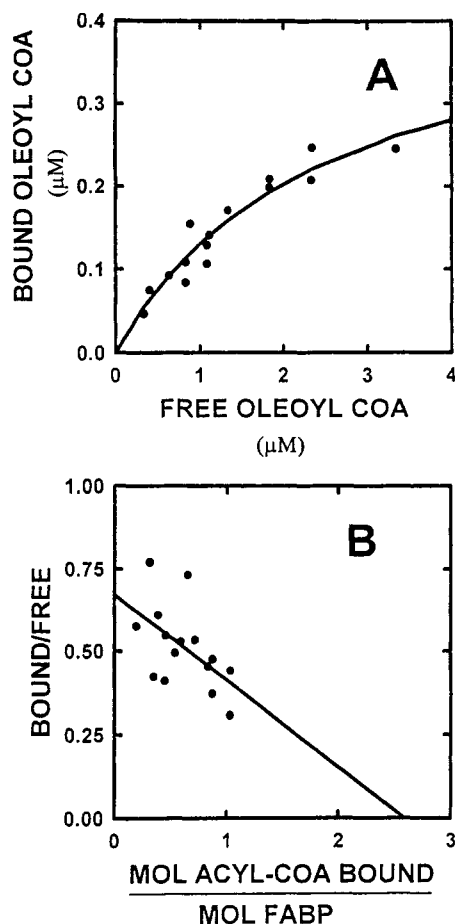 A
BOUND OLEOYL COA
(μM)
0.4
0.3
0.2
0.1
0.0
0 1 2 3 4
FREE OLEOYL COA
(μM)
B
BOUND/FREE
1.00
0.75
0.50
0.25
0.00
0 1 2 3
MOL ACYL-COA BOUND
MOL FABP